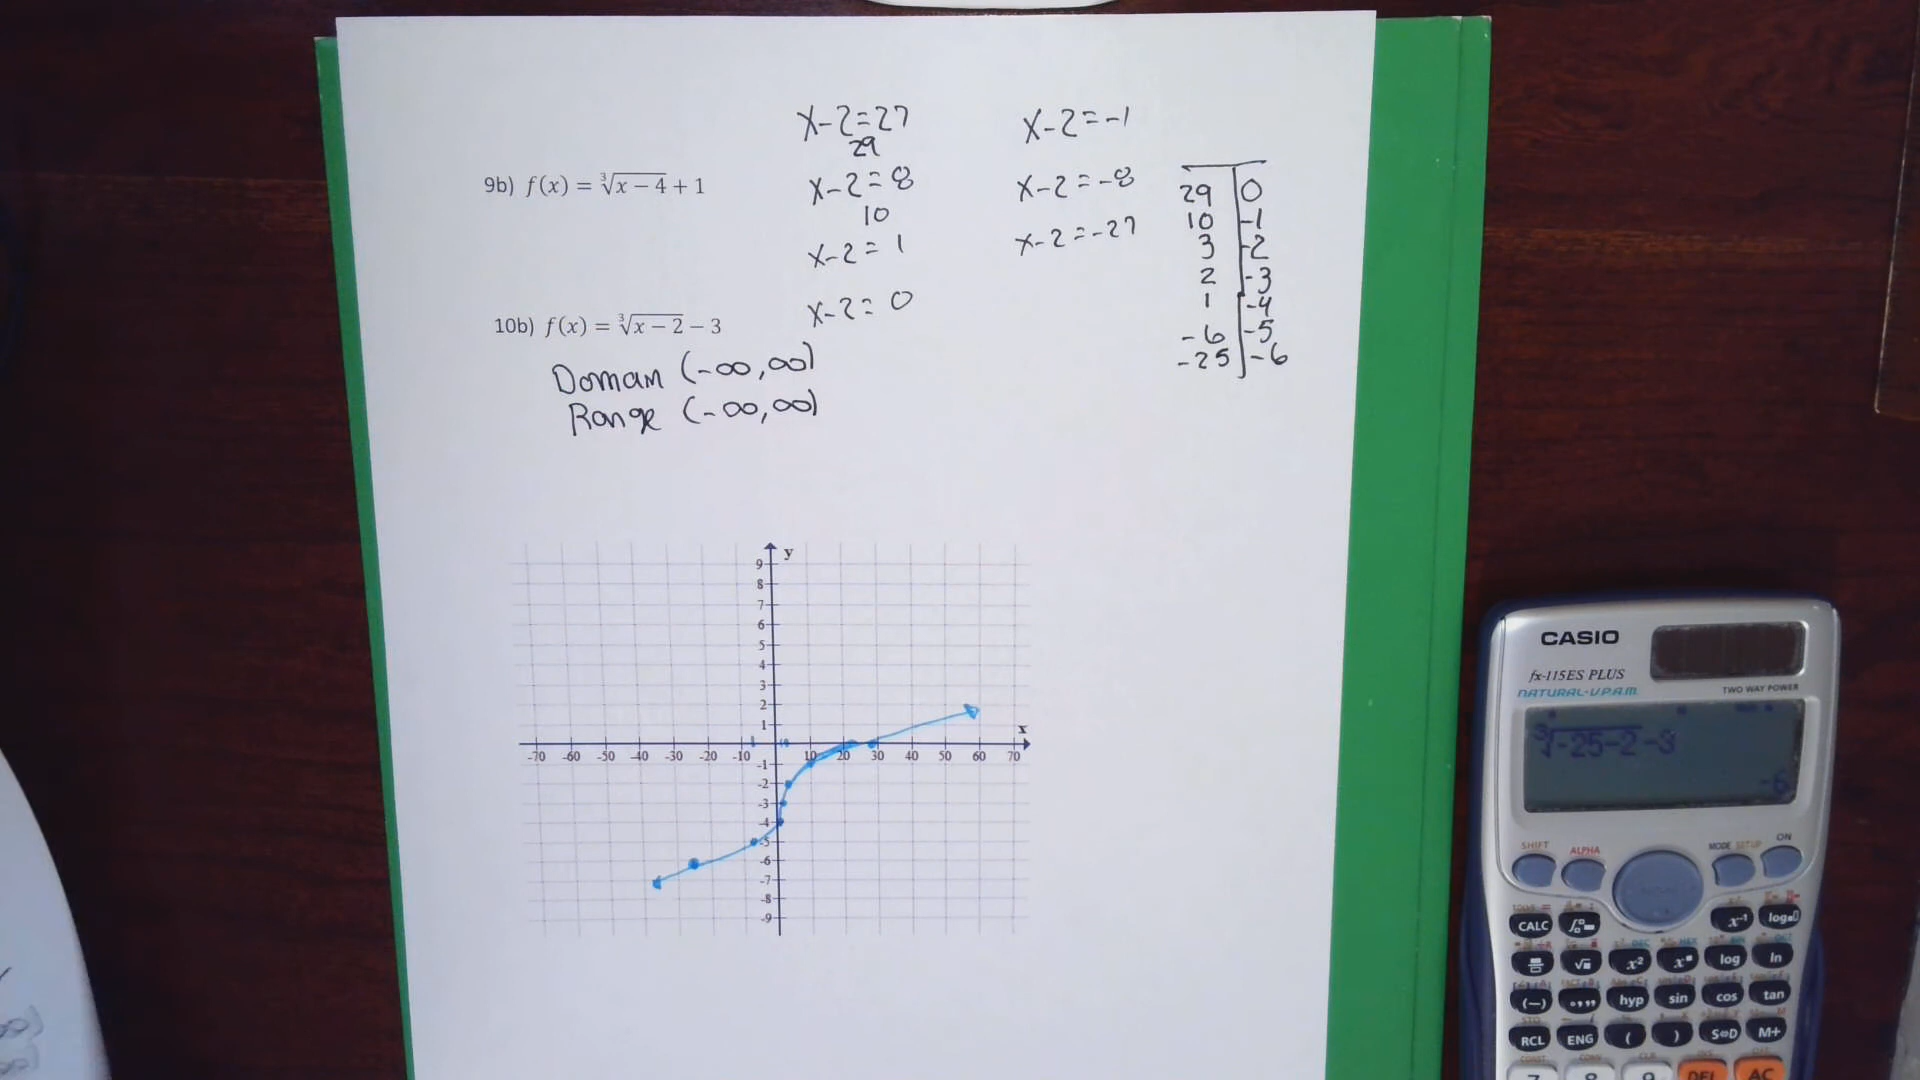 x-2=27
29
x-2=8
10
x-2=1
x-2=0
x-2=-1
x-2=-8
x-2=-27
29 0
10 -1
3 -2
2 -3
1 -4
-6 -5
-25 -6
9b) f(x) = ∛(x − 4) + 1
10b) f(x) = ∛(x − 2) − 3
Domain (-∞,∞)
Range (-∞,∞)
y
9
8
7
6
5
4
3
2
1
x
-70 -60 -50 -40 -30 -20 -10 10 20 30 40 50 60 70
-1
-2
-3
-4
-5
-6
-7
-8
-9
CASIO
fx-115ES PLUS
NATURAL-V.P.A.M.
TWO WAY POWER
∛-25-2-3
-6
SHIFT ALPHA MODE SETUP ON
CALC x⁻¹ log
√ x² log ln
(−) hyp sin cos tan
RCL ENG ( ) S⇔D M+
7 8 9 DEL AC